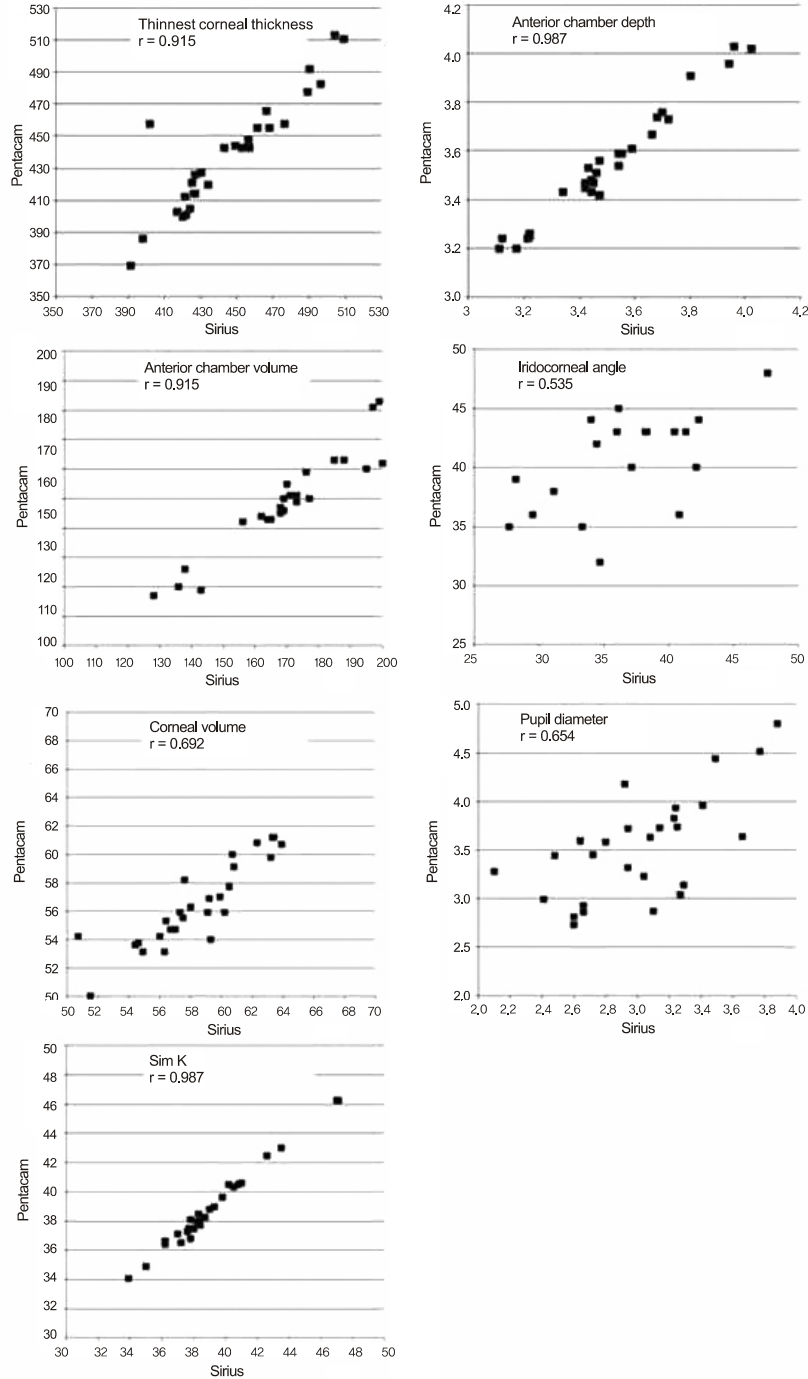 Thinnest corneal thickness
r = 0.915
530
510
490
470
450
430
410
390
370
350
Pentacam
350 370 390 410 430 450 470 490 510 530
Sirius
Anterior chamber depth
r = 0.987
4.2
4.0
3.8
3.6
3.4
3.2
3.0
Pentacam
3 3.2 3.4 3.6 3.8 4.0 4.2
Sirius
Anterior chamber volume
r = 0.915
200
190
180
170
160
150
140
130
120
110
100
Pentacam
100 110 120 130 140 150 160 170 180 190 200
Sirius
Iridocorneal angle
r = 0.535
50
45
40
35
30
25
Pentacam
25 30 35 40 45 50
Sirius
Corneal volume
r = 0.692
70
68
66
64
62
60
58
56
54
52
50
Pentacam
50 52 54 56 58 60 62 64 66 68 70
Sirius
Pupil diameter
r = 0.654
5.0
4.5
4.0
3.5
3.0
2.5
2.0
Pentacam
2.0 2.2 2.4 2.6 2.8 3.0 3.2 3.4 3.6 3.8 4.0
Sirius
Sim K
r = 0.987
50
48
46
44
42
40
38
36
34
32
30
Pentacam
30 32 34 36 38 40 42 44 46 48 50
Sirius